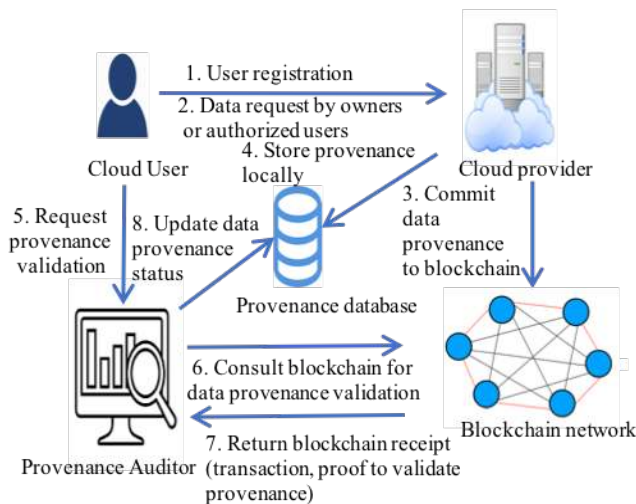 1. User registration
2. Data request by owners
or authorized users
4. Store provenance
locally
Cloud User
Cloud provider
3. Commit
data
provenance
to blockchain
5. Request
provenance
validation
8. Update data
provenance
status
Provenance database
6. Consult blockchain for
data provenance validation
7. Return blockchain receipt
(transaction, proof to validate
provenance)
Provenance Auditor
Blockchain network